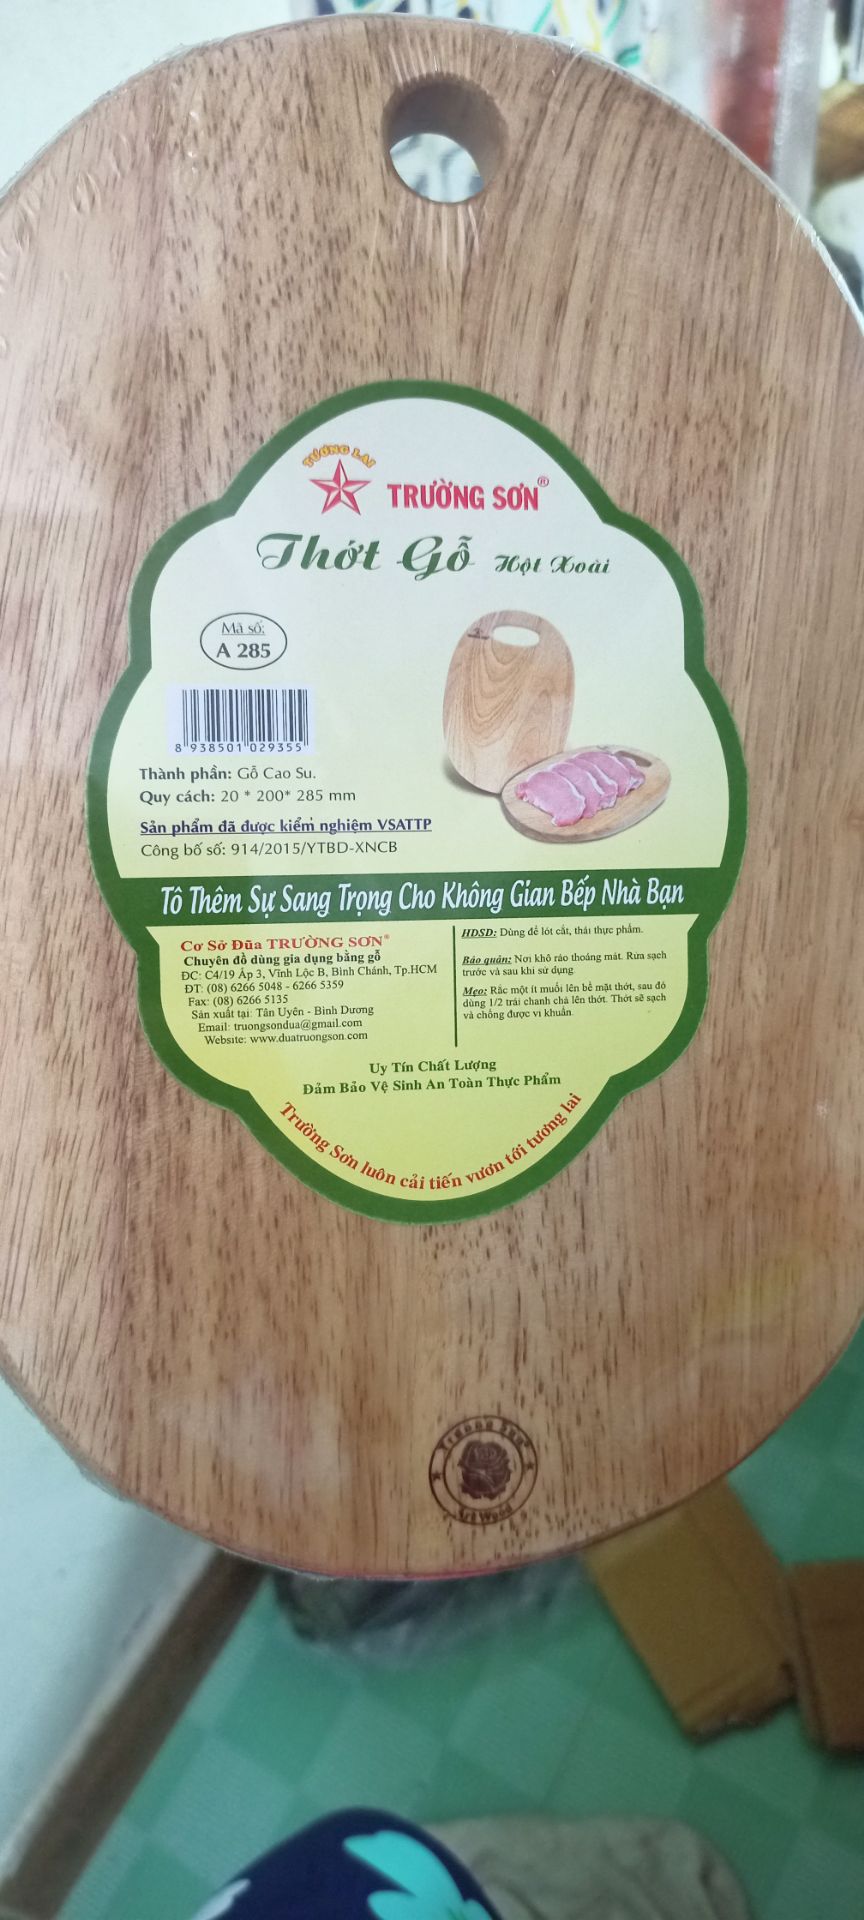 TƯƠNG LAI
TRƯỜNG SƠN®
Thớt Gỗ Hột Xoài
Mã số:
A 285
8 938501 029355
Thành phần: Gỗ Cao Su.
Quy cách: 20 * 200* 285 mm
Sản phẩm đã được kiểm nghiệm VSATTP
Công bố số: 914/2015/YTBD-XNCB
Tô Thêm Sự Sang Trọng Cho Không Gian Bếp Nhà Bạn
Cơ Sở Đũa TRƯỜNG SƠN®
Chuyên đồ dùng gia dụng bằng gỗ
ĐC: C4/19 Ấp 3, Vĩnh Lộc B, Bình Chánh, Tp.HCM
ĐT: (08) 6266 5048 - 6266 5359
Fax: (08) 6266 5135
Sản xuất tại: Tân Uyên - Bình Dương
Email: truongsondua@gmail.com
Website: www.duatruongson.com
HDSD: Dùng để lót cắt, thái thực phẩm.
Bảo quản: Nơi khô ráo thoáng mát. Rửa sạch
trước và sau khi sử dụng.
Mẹo: Rắc một ít muối lên bề mặt thớt, sau đó
dùng 1/2 trái chanh chà lên thớt. Thớt sẽ sạch
và chống được vi khuẩn.
Uy Tín Chất Lượng
Đảm Bảo Vệ Sinh An Toàn Thực Phẩm
Trường Sơn luôn cải tiến vươn tới tương lai
Truong Son
Art Wood